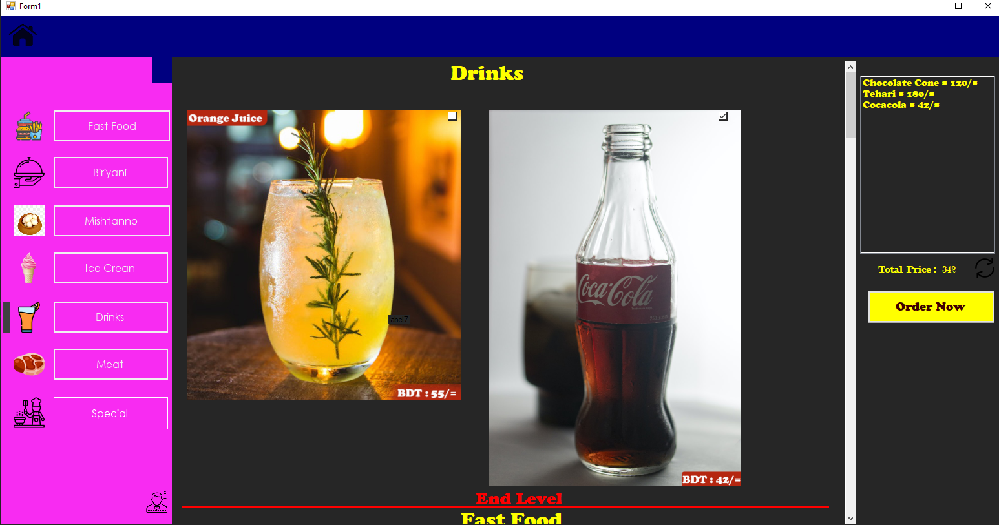 Form1
Fast Food
Biriyani
Mishtanno
Ice Crean
Drinks
Meat
Special
Drinks
Orange Juice
label7
BDT : 55/=
Coca-Cola
BDT : 42/=
End Level
Fast Food
Chocolate Cone = 120/=
Tehari = 180/=
Cocacola = 42/=
Total Price : 342
Order Now